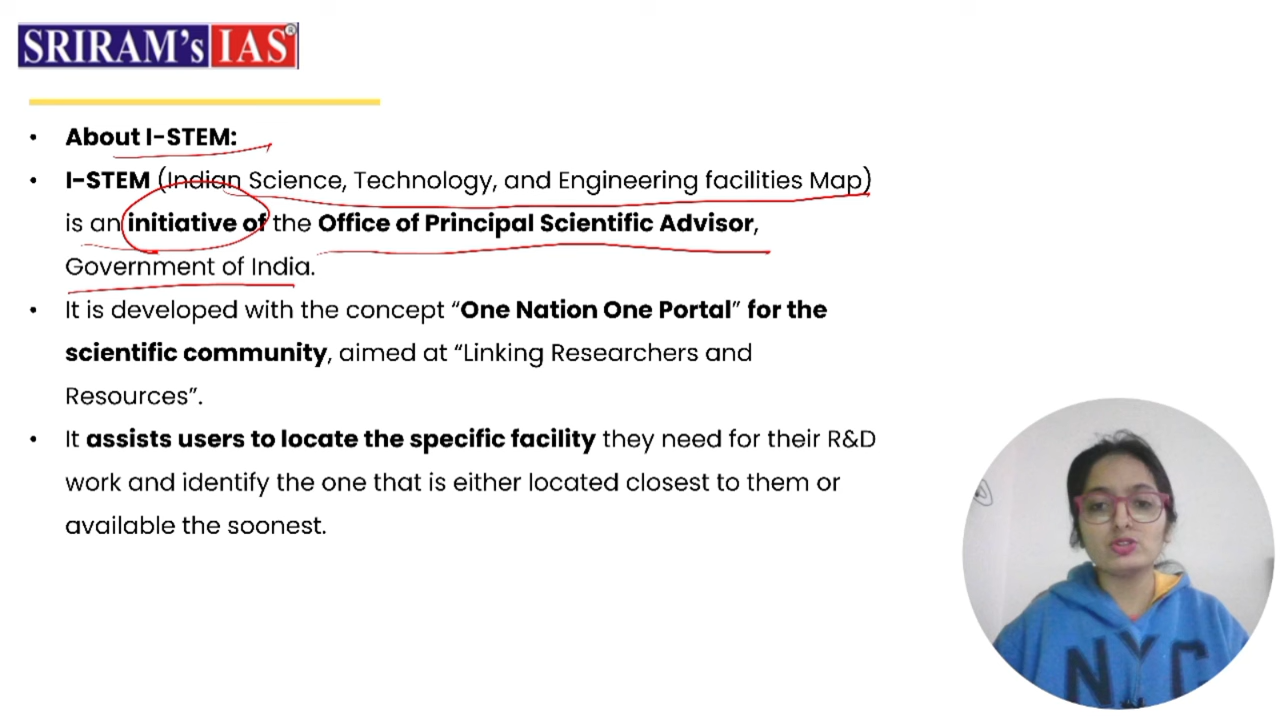 SRIRAM's IAS®
• About I-STEM:
• I-STEM (Indian Science, Technology, and Engineering facilities Map)
is an initiative of the Office of Principal Scientific Advisor,
Government of India.
• It is developed with the concept “One Nation One Portal” for the
scientific community, aimed at “Linking Researchers and
Resources”.
• It assists users to locate the specific facility they need for their R&D
work and identify the one that is either located closest to them or
available the soonest.
NYC